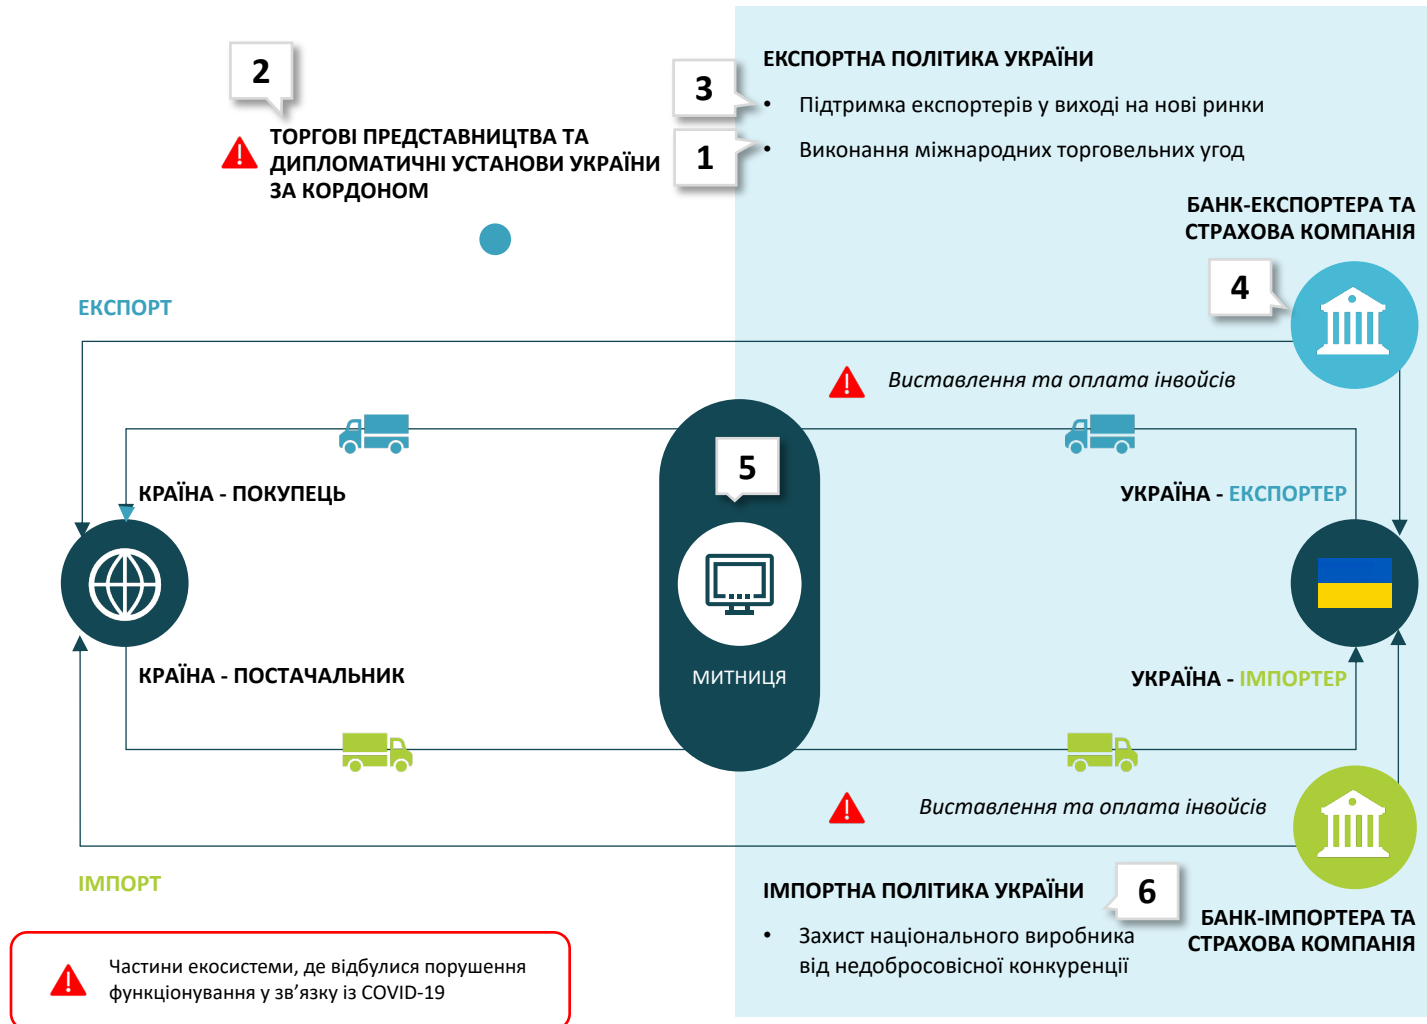 2
ТОРГОВІ ПРЕДСТАВНИЦТВА ТА
ДИПЛОМАТИЧНІ УСТАНОВИ УКРАЇНИ
ЗА КОРДОНОМ
ЕКСПОРТНА ПОЛІТИКА УКРАЇНИ
3
• Підтримка експортерів у виході на нові ринки
1
• Виконання міжнародних торговельних угод
БАНК-ЕКСПОРТЕРА ТА
СТРАХОВА КОМПАНІЯ
4
ЕКСПОРТ
Виставлення та оплата інвойсів
5
КРАЇНА - ПОКУПЕЦЬ
УКРАЇНА - ЕКСПОРТЕР
МИТНИЦЯ
КРАЇНА - ПОСТАЧАЛЬНИК
УКРАЇНА - ІМПОРТЕР
Виставлення та оплата інвойсів
ІМПОРТ
ІМПОРТНА ПОЛІТИКА УКРАЇНИ
6
• Захист національного виробника
від недобросовісної конкуренції
БАНК-ІМПОРТЕРА ТА
СТРАХОВА КОМПАНІЯ
Частини екосистеми, де відбулися порушення
функціонування у зв’язку із COVID-19